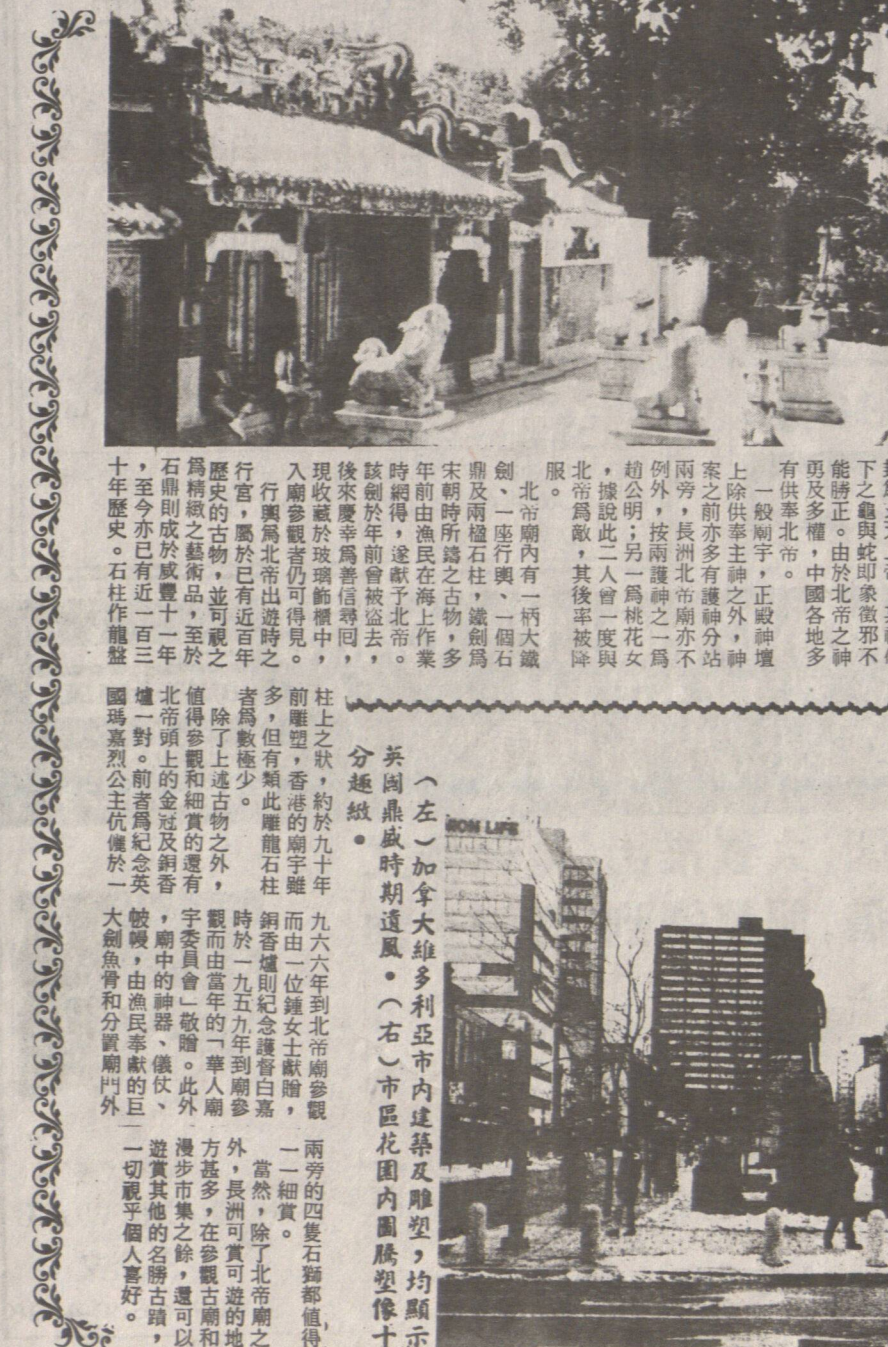 下之龜與蛇即象徵邪不
能勝正。由於北帝之神
勇及多權,中國各地多
有供奉北帝。
一般廟宇,正殿神壇
上除供奉主神之外,神
案之前亦多有護神分站
兩旁,長洲北帝廟亦不
例外,按兩護神之一爲
趙公明;另一爲桃花女
,據說此二人曾一度與
北帝爲敵,其後率被降
服。
北帝廟內有一柄大鐵
劍、一座行輿、一個石
鼎及兩楹石柱,鐵劍爲
宋朝時所鑄之古物,多
年前由漁民在海上作業
時網得,遂獻予北帝。
該劍於年前曾被盜去,
後來慶幸爲善信尋囘,
現收藏於玻璃飾櫃中,
入廟參觀者仍可得見。
行輿爲北帝出遊時之
行宮,屬於已有近百年
歷史的古物,並可視之
爲精緻之藝術品,至於
石鼎則成於咸豐十一年
,至今亦已有近一百三
十年歷史。石柱作龍盤
柱上之狀,約於九十年
前雕塑,香港的廟宇雖
多,但有類此雕龍石柱
者爲數極少。
除了上述古物之外,
值得參觀和細賞的還有
北帝頭上的金冠及銅香
爐一對。前者爲紀念英
國瑪嘉烈公主伉儷於一
九六六年到北帝廟參觀
而由一位鍾女士獻贈,
銅香爐則紀念護督白嘉
時於一九五九年到廟參
觀而由當年的「華人廟
宇委員會」敬贈。此外
,廟中的神器、儀仗、
帔幔,由漁民奉獻的巨
大劍魚骨和分置廟門外
兩旁的四隻石獅都值得
一一細賞。
當然,除了北帝廟之
外,長洲可賞可遊的地
方甚多,在參觀古廟和
漫步市集之餘,還可以
遊賞其他的名勝古蹟,
一切視乎個人喜好。
(左)加拿大維多利亞市內建築及雕塑,均顯示
英國鼎盛時期遺風。(右)市區花園內圖騰塑像十
分趣緻。
LIFE